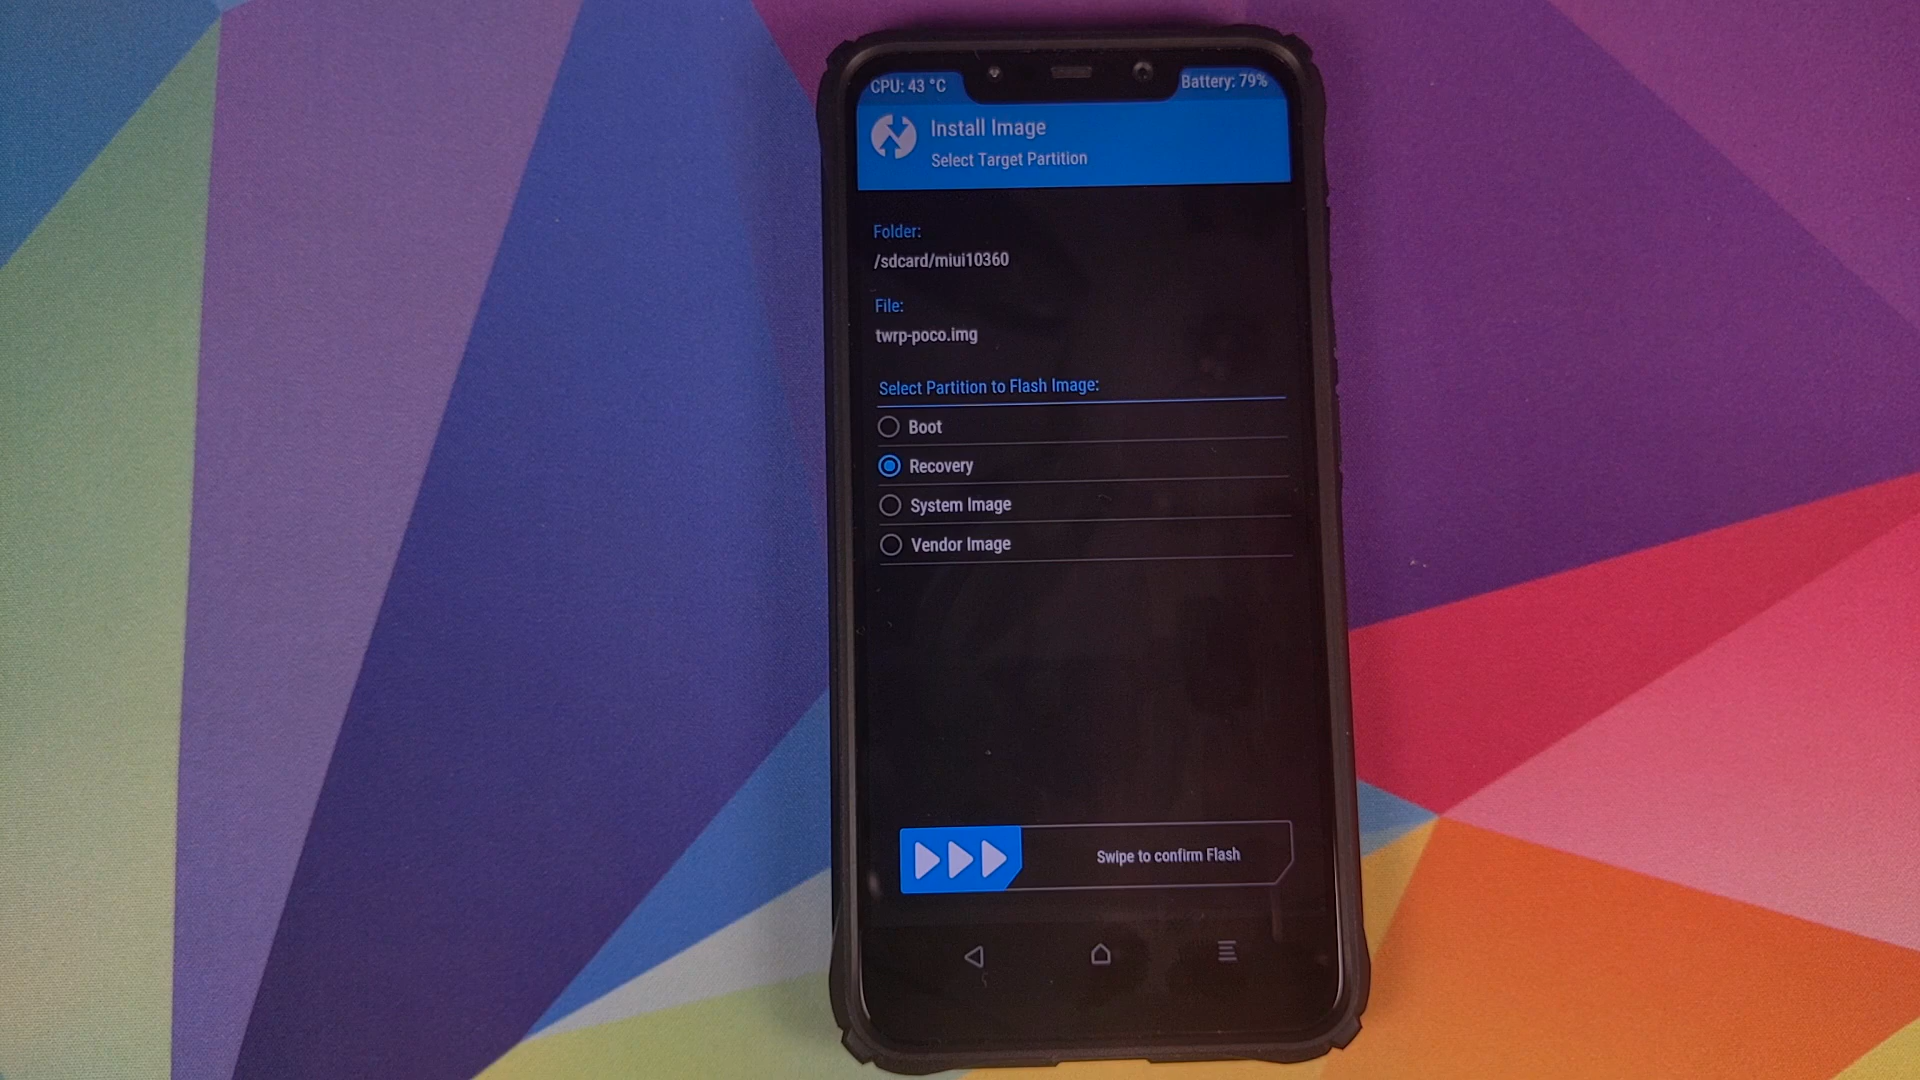 CPU: 43 °C
Battery: 79%
Install Image
Select Target Partition
Folder:
/sdcard/miui10360
File:
twrp-poco.img
Select Partition to Flash Image:
Boot
Recovery
System Image
Vendor Image
Swipe to confirm Flash